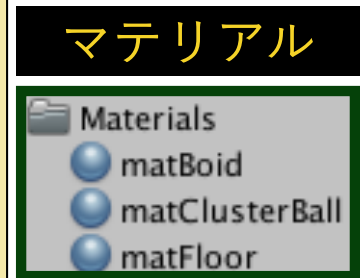 マテリアル
Materials
matBoid
matClusterBall
matFloor